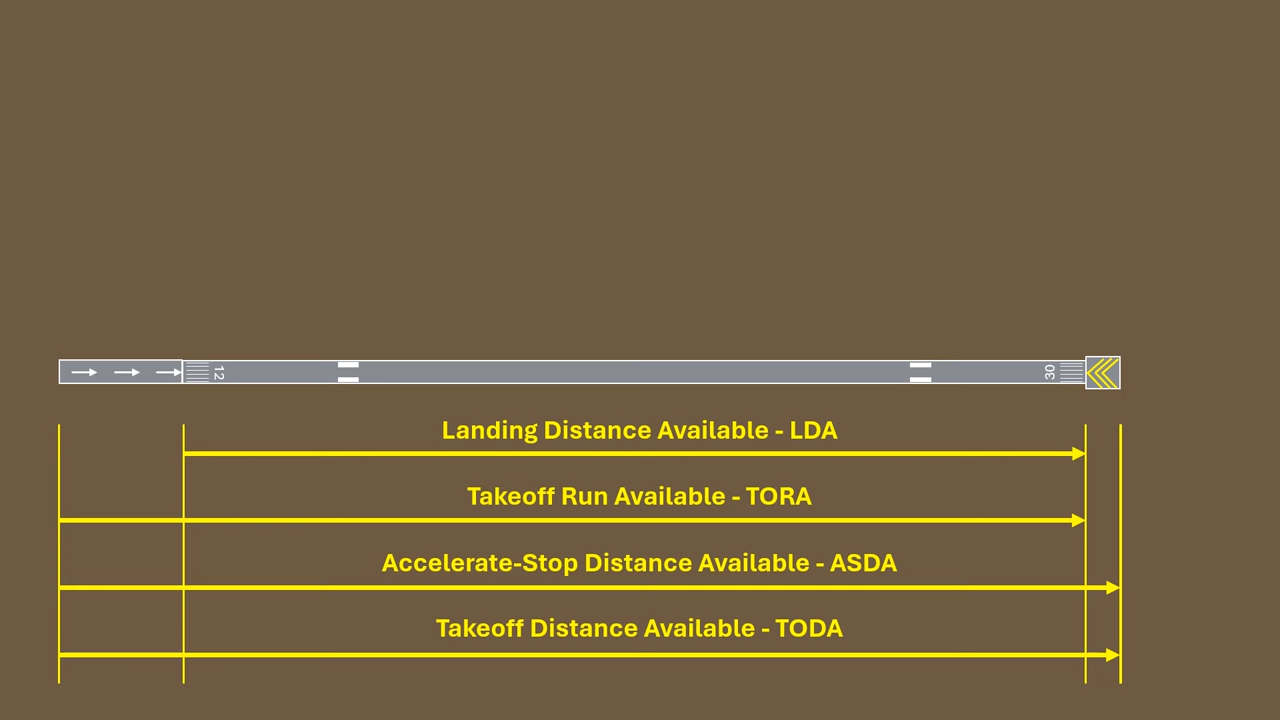 12
30
Landing Distance Available - LDA
Takeoff Run Available - TORA
Accelerate-Stop Distance Available - ASDA
Takeoff Distance Available - TODA